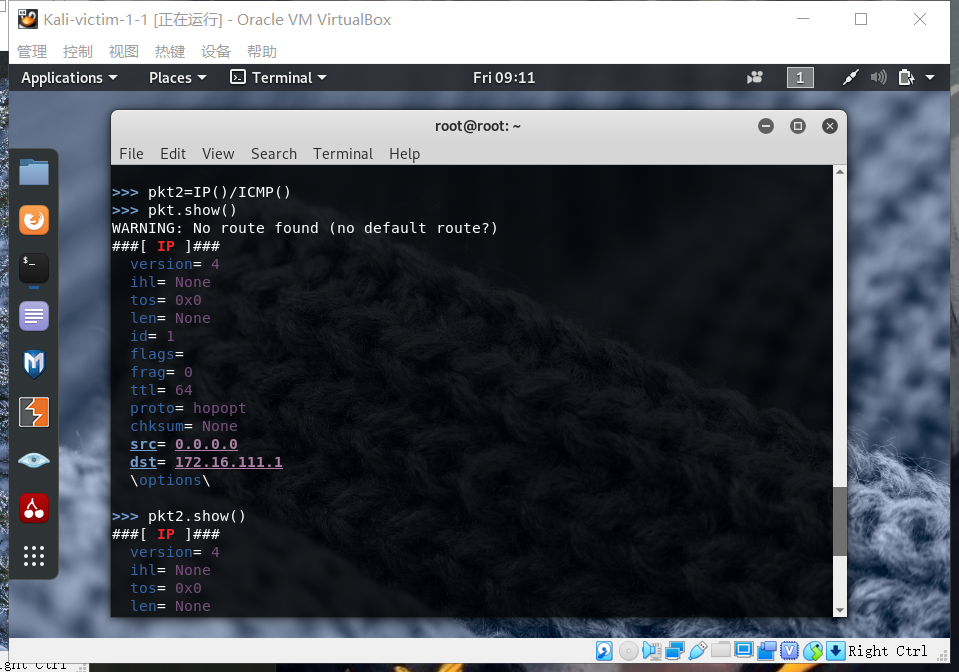 Kali-victim-1-1 [正在运行] - Oracle VM VirtualBox
管理 控制 视图 热键 设备 帮助
Applications Places Terminal Fri 09:11 1
root@root: ~
File Edit View Search Terminal Help
>>> pkt2=IP()/ICMP()
>>> pkt.show()
WARNING: No route found (no default route?)
###[ IP ]###
  version= 4
  ihl= None
  tos= 0x0
  len= None
  id= 1
  flags=
  frag= 0
  ttl= 64
  proto= hopopt
  chksum= None
  src= 0.0.0.0
  dst= 172.16.111.1
  \options\
>>> pkt2.show()
###[ IP ]###
  version= 4
  ihl= None
  tos= 0x0
  len= None
Right Ctrl
ight Ctrl